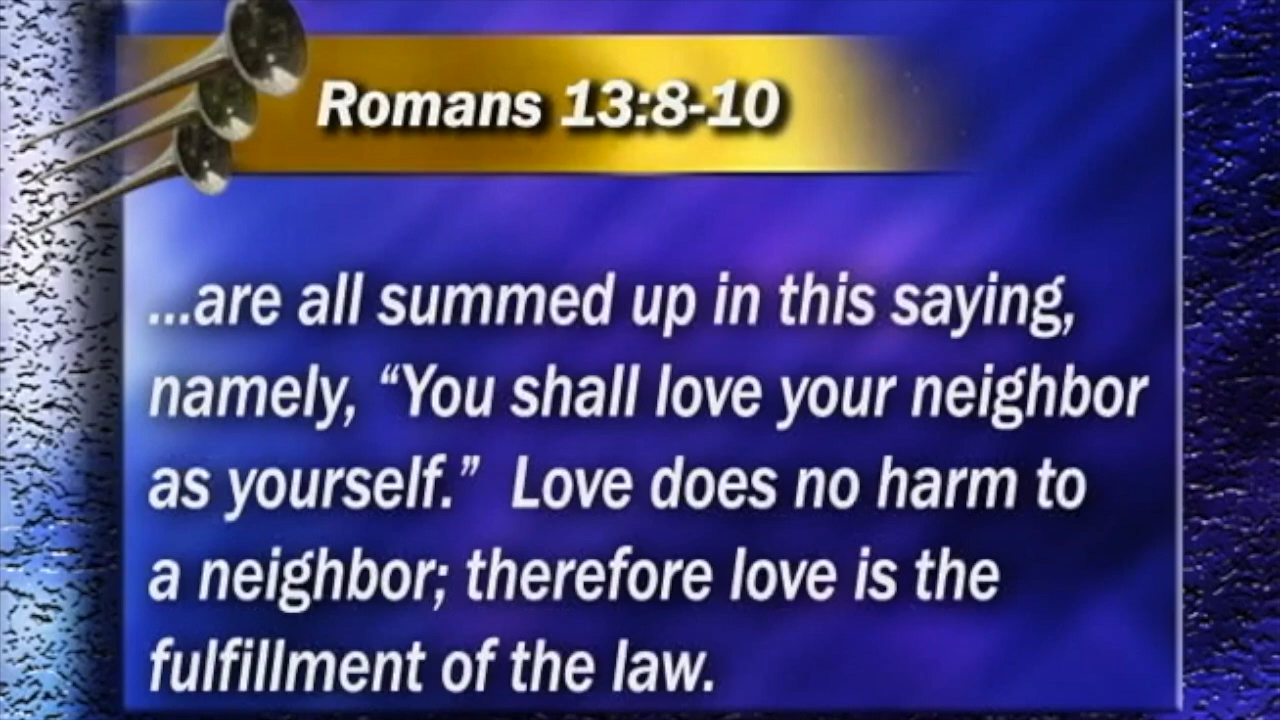 Romans 13:8-10
...are all summed up in this saying,
namely, “You shall love your neighbor
as yourself.”  Love does no harm to
a neighbor; therefore love is the
fulfillment of the law.